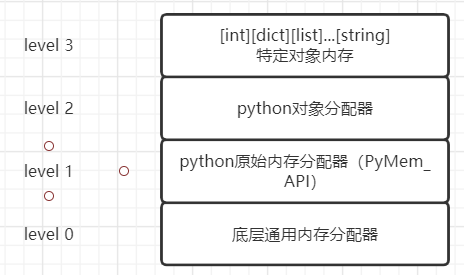 level 3
[int][dict][list]...[string]
特定对象内存
level 2
python对象分配器
level 1
python原始内存分配器（PyMem_
API）
level 0
底层通用内存分配器